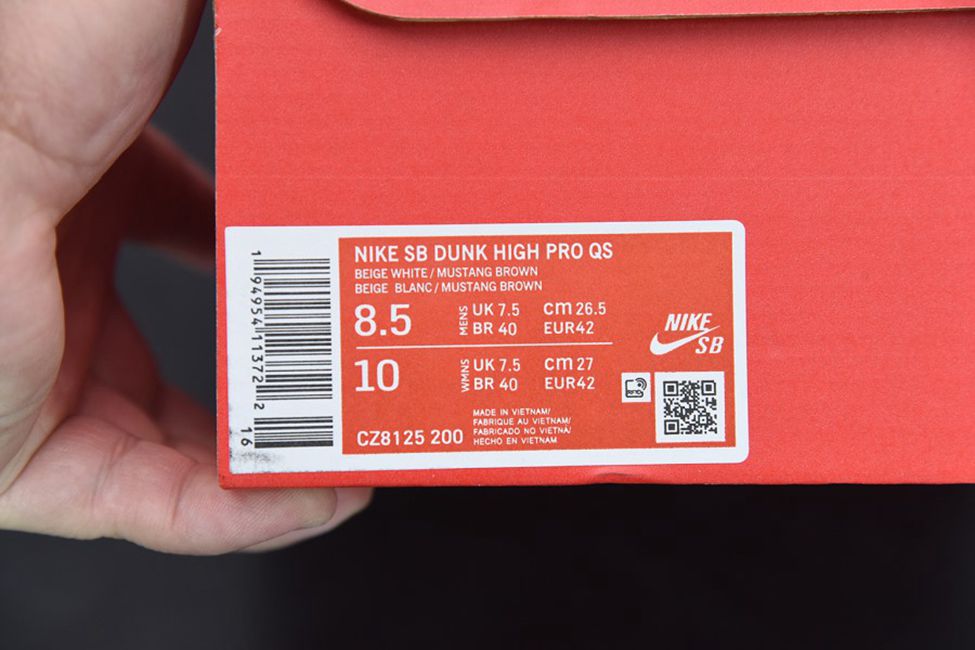 1 94954 11372 2
16
NIKE SB DUNK HIGH PRO QS
BEIGE WHITE / MUSTANG BROWN
BEIGE BLANC / MUSTANG BROWN
8.5 MENS UK 7.5 cm 26.5
BR 40 EUR42
10 WMNS UK 7.5 cm 27
BR 40 EUR42
CZ8125 200
MADE IN VIETNAM/
FABRIQUE AU VIETNAM/
FABRICADO NO VIETNÃ/
HECHO EN VIETNAM
NIKE
SB